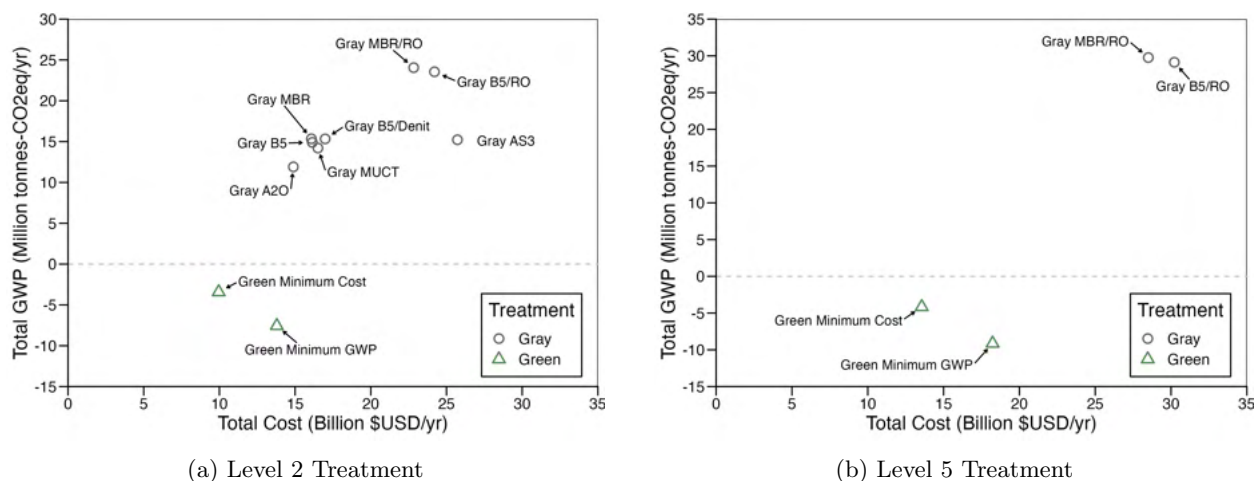 Total GWP (Million tonnes-CO2eq/yr)
30
25
20
15
10
5
0
-5
-10
-15
Gray MBR/RO
Gray B5/RO
Gray MBR
Gray B5/Denit
Gray B5
Gray AS3
Gray MUCT
Gray A2O
Green Minimum Cost
Green Minimum GWP
Treatment
Gray
Green
0 5 10 15 20 25 30 35
Total Cost (Billion $USD/yr)
(a) Level 2 Treatment
Total GWP (Million tonnes-CO2eq/yr)
35
30
25
20
15
10
5
0
-5
-10
-15
Gray MBR/RO
Gray B5/RO
Green Minimum Cost
Green Minimum GWP
Treatment
Gray
Green
0 5 10 15 20 25 30 35
Total Cost (Billion $USD/yr)
(b) Level 5 Treatment